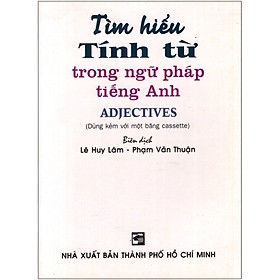 Tìm hiểu
Tính từ
trong ngữ pháp
tiếng Anh
ADJECTIVES
(Dùng kèm với một băng cassette)
Biên dịch
Lê Huy Lâm - Phạm Văn Thuận
NHÀ XUẤT BẢN THÀNH PHỐ HỒ CHÍ MINH